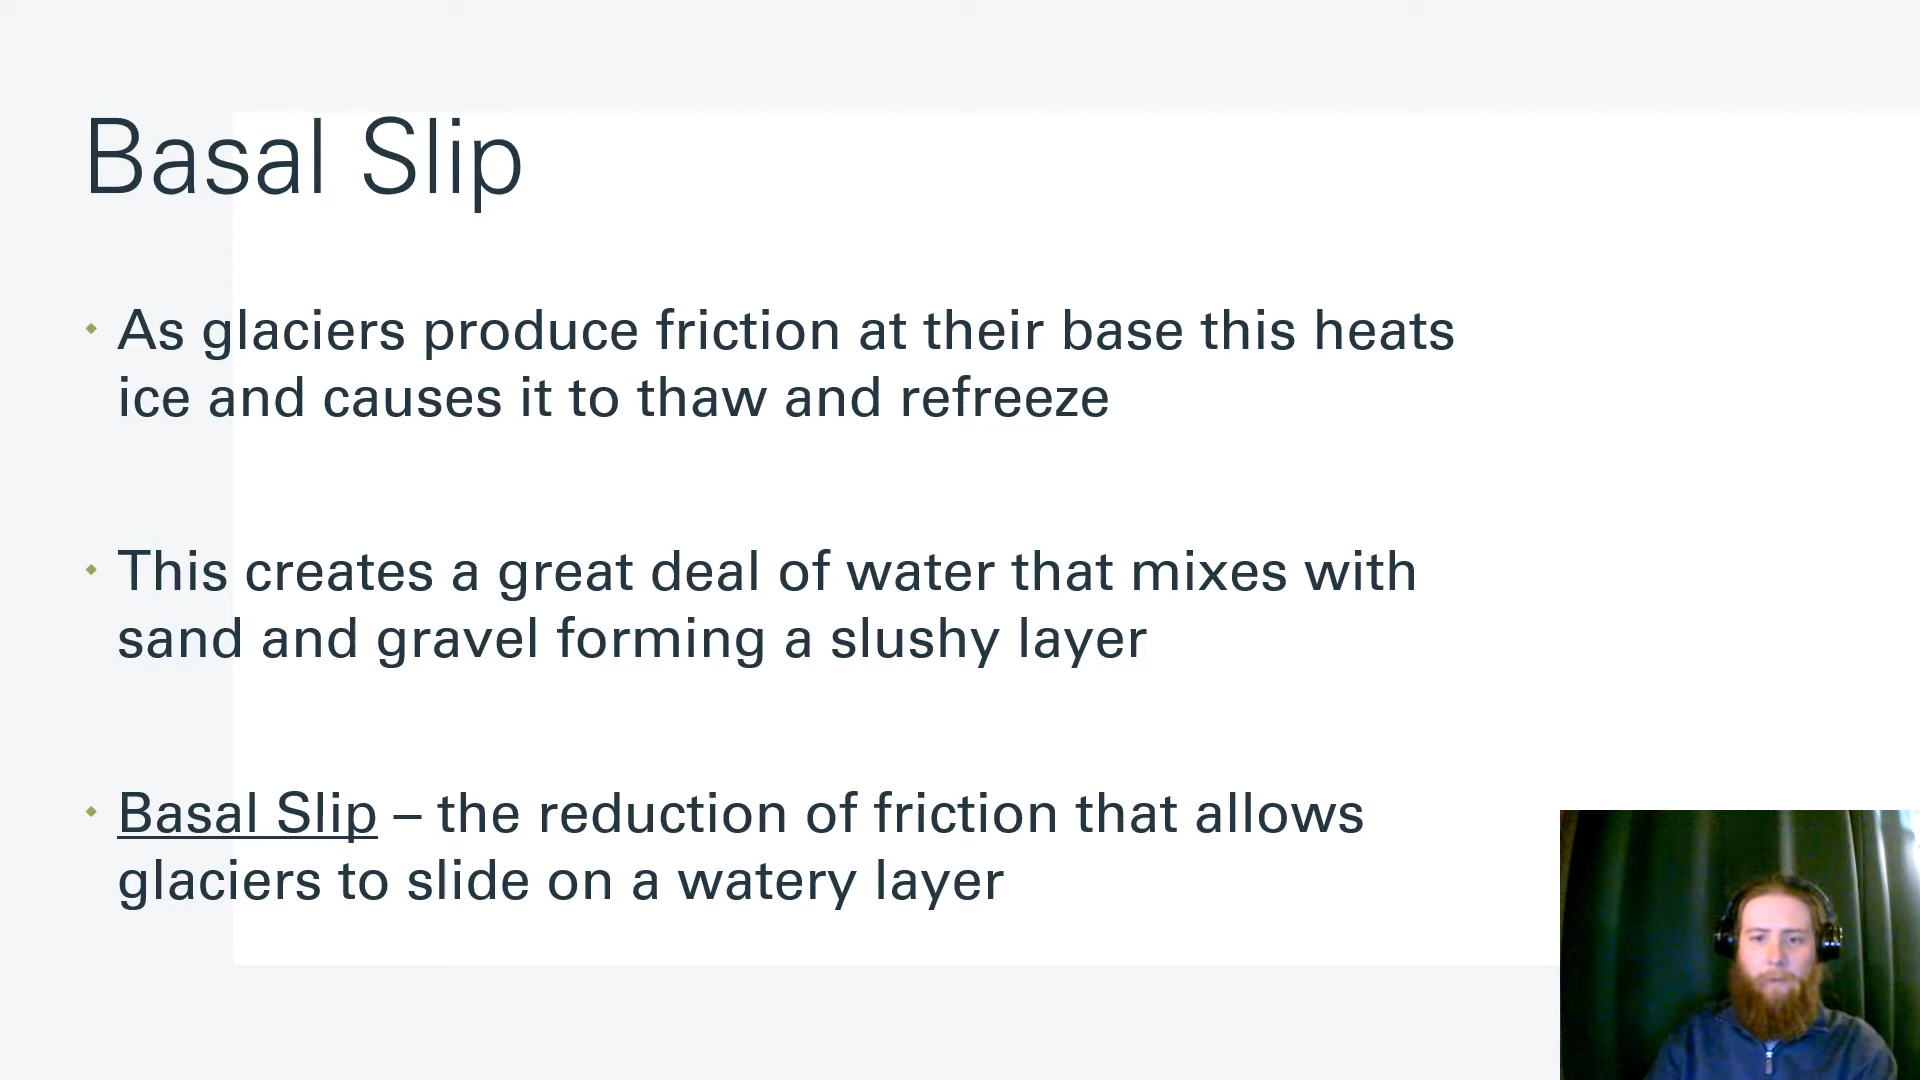 Basal Slip
As glaciers produce friction at their base this heats
ice and causes it to thaw and refreeze
This creates a great deal of water that mixes with
sand and gravel forming a slushy layer
Basal Slip – the reduction of friction that allows
glaciers to slide on a watery layer